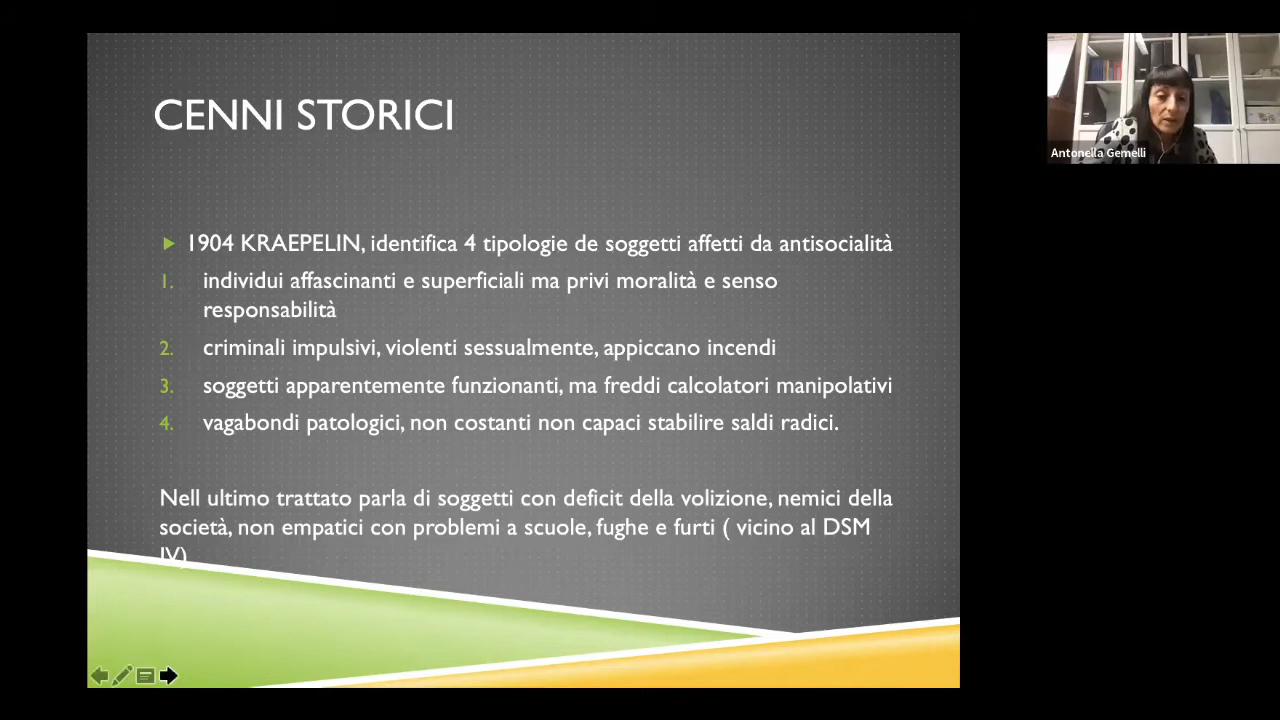 CENNI STORICI
1904 KRAEPELIN, identifica 4 tipologie de soggetti affetti da antisocialità
1. individui affascinanti e superficiali ma privi moralità e senso
responsabilità
2. criminali impulsivi, violenti sessualmente, appiccano incendi
3. soggetti apparentemente funzionanti, ma freddi calcolatori manipolativi
4. vagabondi patologici, non costanti non capaci stabilire saldi radici.
Nell ultimo trattato parla di soggetti con deficit della volizione, nemici della
società, non empatici con problemi a scuole, fughe e furti ( vicino al DSM
IV)
Antonella Gemelli